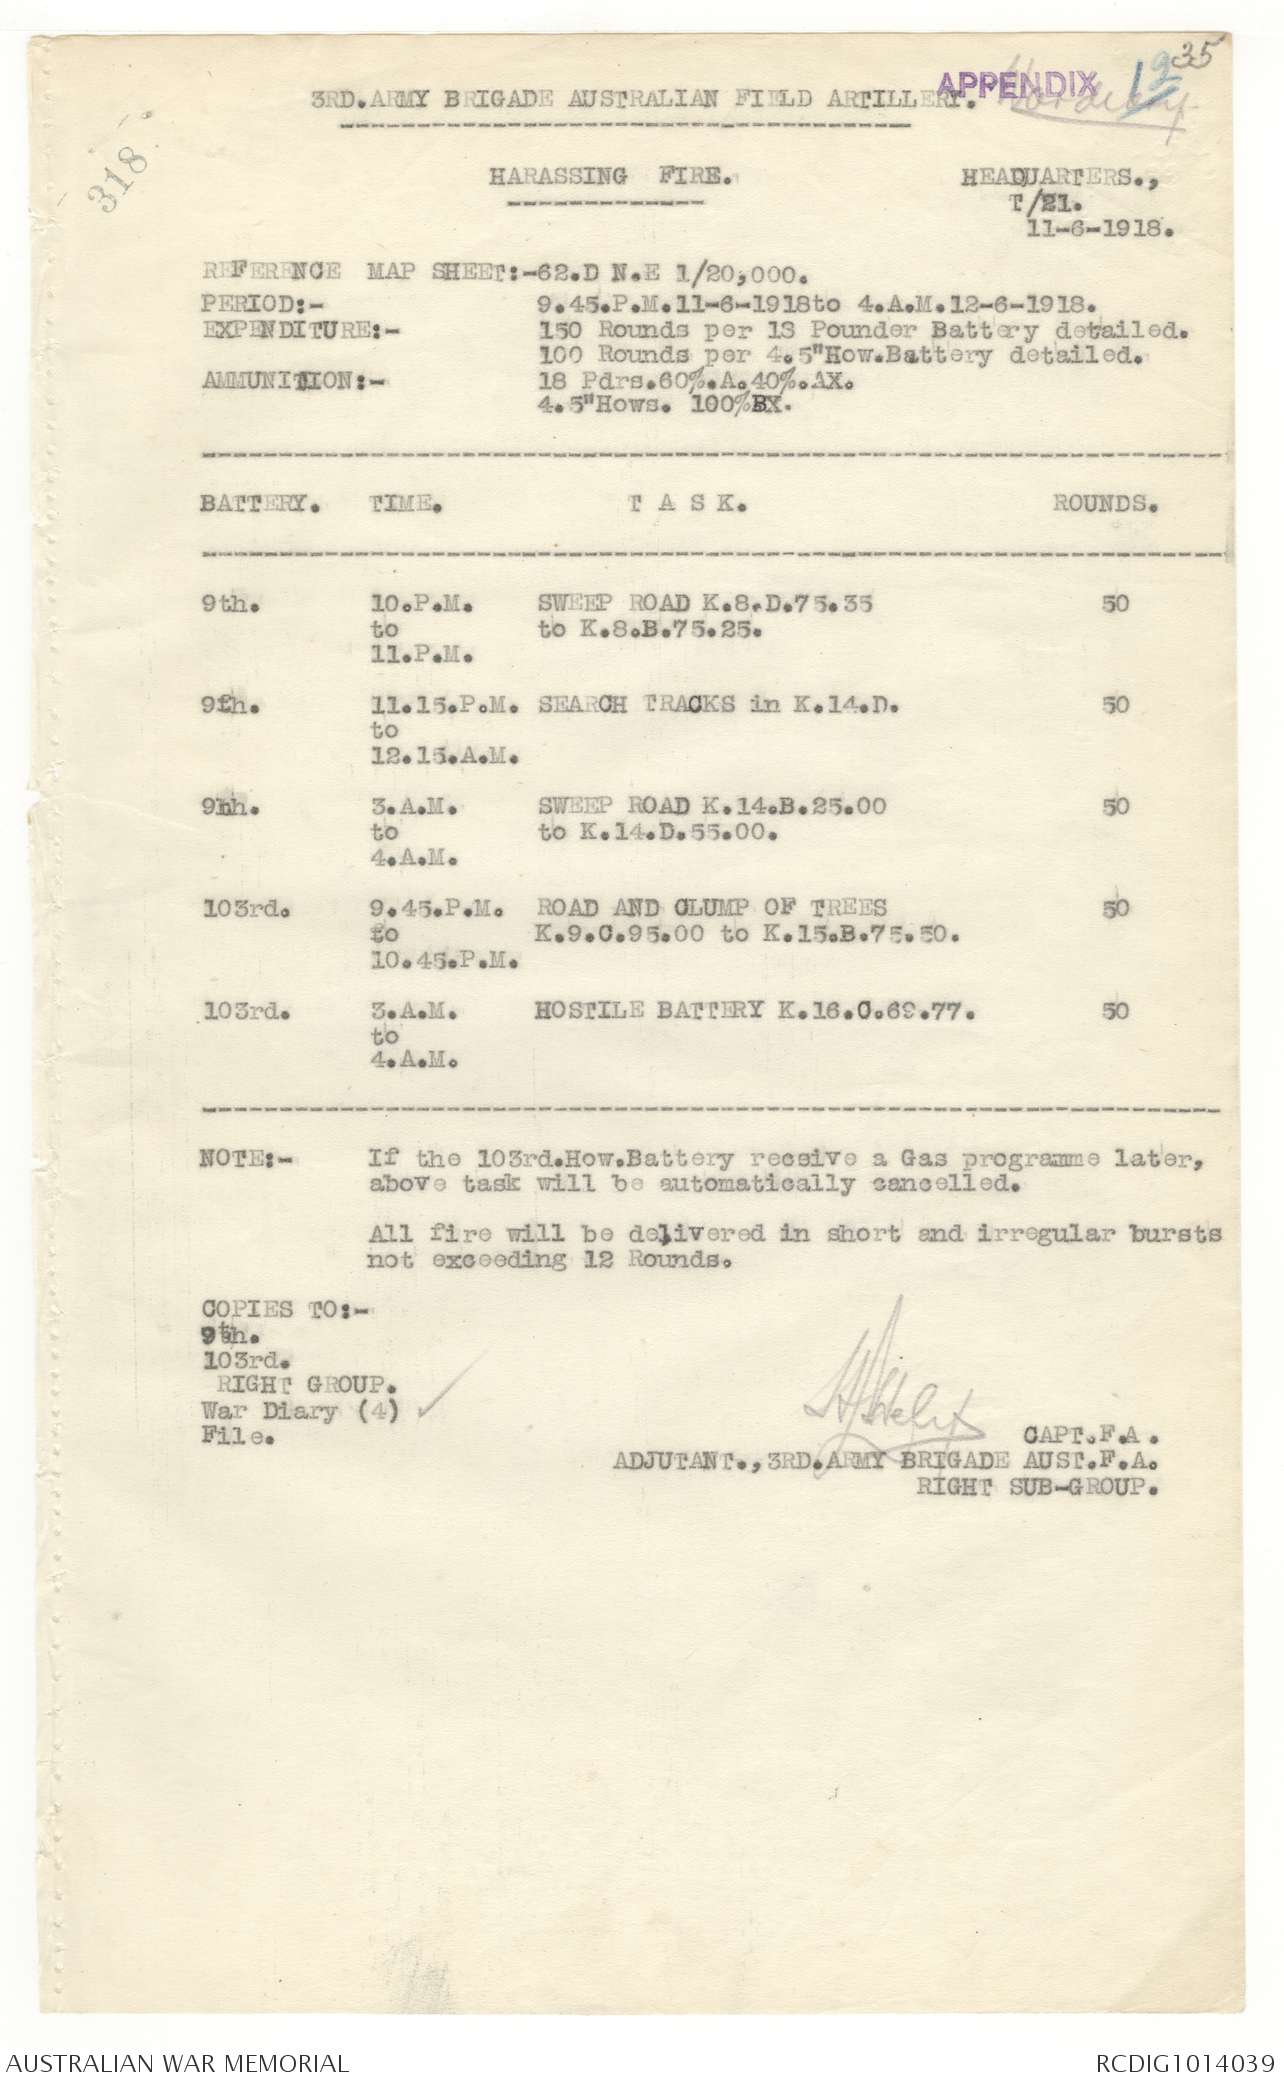 35
APPENDIX 19
3RD.ARMY BRIGADE AUSTRALIAN FIELD ARTILLERY.
318
HARASSING FIRE.
HEADQUARTERS.,
T/21.
11-6-1918.
REFERENCE MAP SHEET:-62.D N.E 1/20,000.
PERIOD:- 9.45.P.M.11-6-1918to 4.A.M.12-6-1918.
EXPENDITURE:- 150 Rounds per 18 Pounder Battery detailed.
100 Rounds per 4.5"How.Battery detailed.
AMMUNITION:- 18 Pdrs.60%.A.40%.AX.
4.5"Hows. 100%BX.
BATTERY. TIME. T A S K. ROUNDS.
9th. 10.P.M. SWEEP ROAD K.8.D.75.35 50
to to K.8.B.75.25.
11.P.M.
9th. 11.15.P.M. SEARCH TRACKS in K.14.D. 50
to
12.15.A.M.
9hh. 3.A.M. SWEEP ROAD K.14.B.25.00 50
to to K.14.D.55.00.
4.A.M.
103rd. 9.45.P.M. ROAD AND CLUMP OF TREES 50
to K.9.C.95.00 to K.15.B.75.50.
10.45.P.M.
103rd. 3.A.M. HOSTILE BATTERY K.16.C.69.77. 50
to
4.A.M.
NOTE:- If the 103rd.How.Battery receive a Gas programme later,
above task will be automatically cancelled.
All fire will be delivered in short and irregular bursts
not exceeding 12 Rounds.
COPIES TO:-
9th.
103rd.
RIGHT GROUP.
War Diary (4) ✓
File.
CAPT.F.A.
ADJUTANT.,3RD.ARMY BRIGADE AUST.F.A.
RIGHT SUB-GROUP.
AUSTRALIAN WAR MEMORIAL
RCDIG1014039